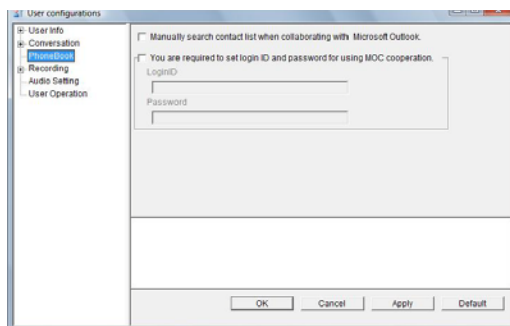 User configurations
User Info
Conversation
PhoneBook
Recording
Audio Setting
User Operation
Manually search contact list when collaborating with Microsoft Outlook.
You are required to set login ID and password for using MOC cooperation.
LoginID
Password
OK
Cancel
Apply
Default